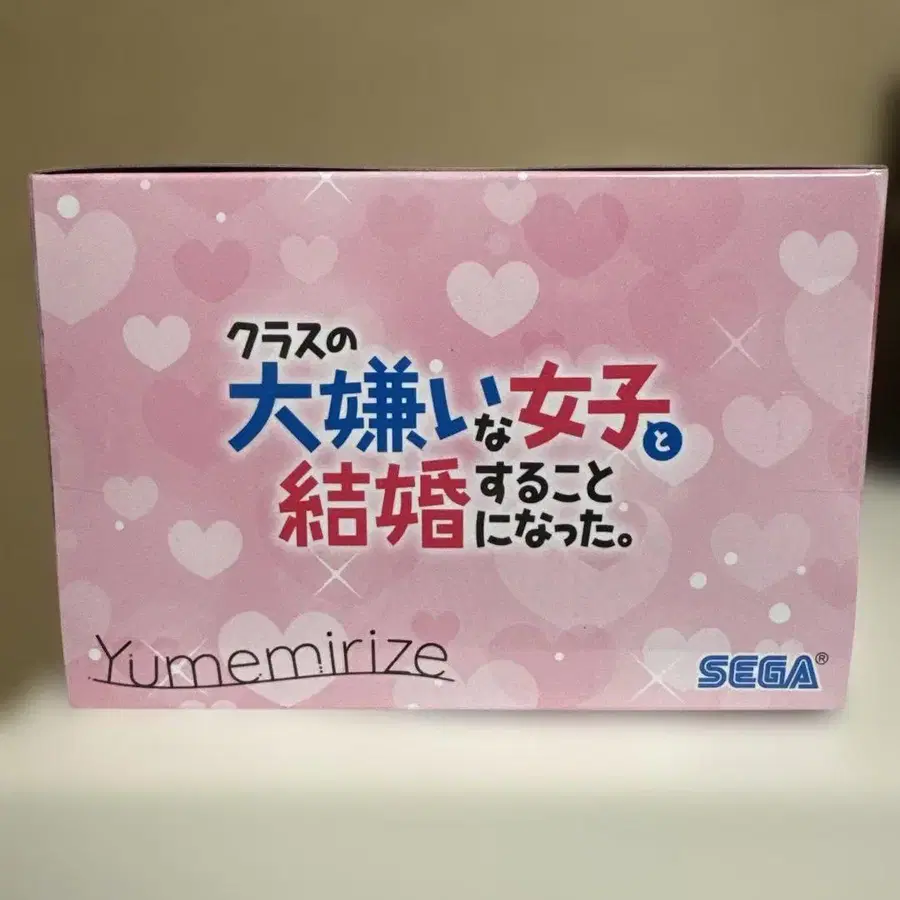 クラスの
大嫌いな女子と
結婚すること
になった。
Yumemirize
SEGA®